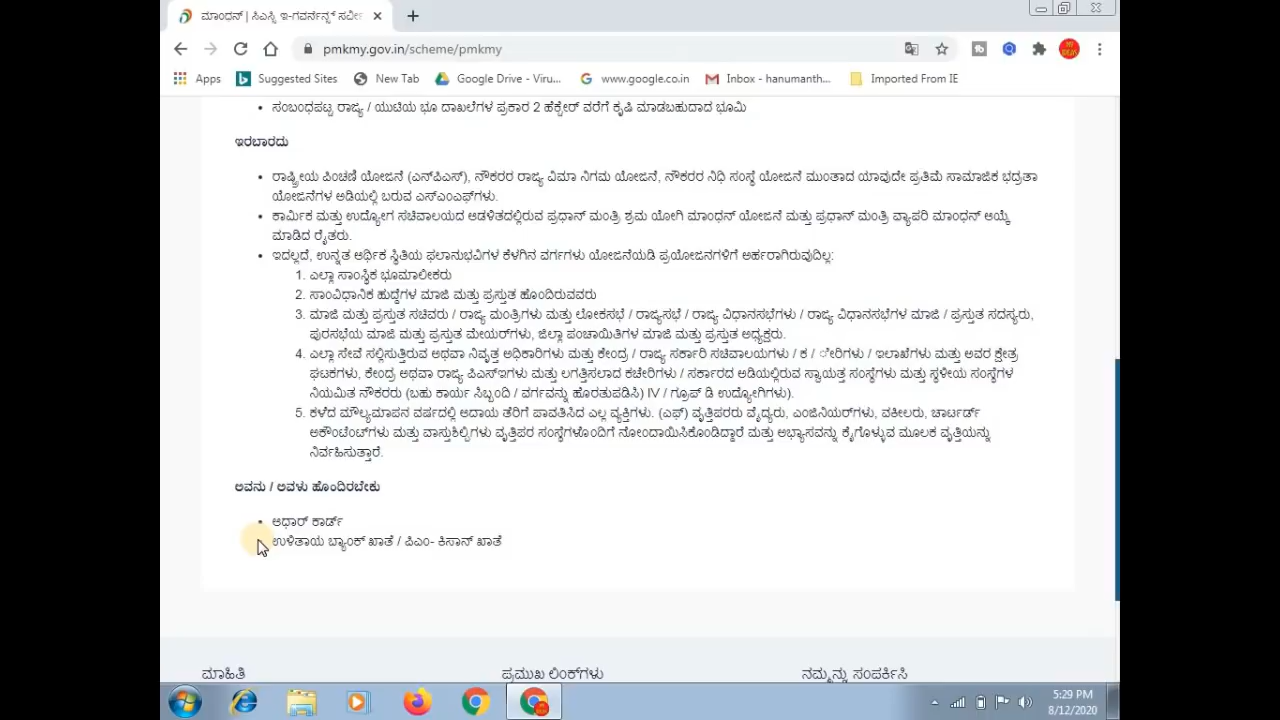 ಮಾಂಧನ್ | ಸಿಎಸ್ಸಿ ಇ-ಗವರ್ನೆನ್ಸ್ ಸರ್ವೀ
pmkmy.gov.in/scheme/pmkmy
Apps Suggested Sites New Tab Google Drive - Viru... www.google.co.in Inbox - hanumanth... Imported From IE
• ಸಂಬಂಧಪಟ್ಟ ರಾಜ್ಯ / ಯುಟಿಯ ಭೂ ದಾಖಲೆಗಳ ಪ್ರಕಾರ 2 ಹೆಕ್ಟೇರ್ ವರೆಗೆ ಕೃಷಿ ಮಾಡಬಹುದಾದ ಭೂಮಿ
ಇರಬಾರದು
• ರಾಷ್ಟ್ರೀಯ ಪಿಂಚಣಿ ಯೋಜನೆ (ಎನ್‌ಪಿಎಸ್), ನೌಕರರ ರಾಜ್ಯ ವಿಮಾ ನಿಗಮ ಯೋಜನೆ, ನೌಕರರ ನಿಧಿ ಸಂಸ್ಥೆ ಯೋಜನೆ ಮುಂತಾದ ಯಾವುದೇ ಪ್ರತಿಮೆ ಸಾಮಾಜಿಕ ಭದ್ರತಾ
ಯೋಜನೆಗಳ ಅಡಿಯಲ್ಲಿ ಬರುವ ಎಸ್‌ಎಂಎಫ್‌ಗಳು.
• ಕಾರ್ಮಿಕ ಮತ್ತು ಉದ್ಯೋಗ ಸಚಿವಾಲಯದ ಆಡಳಿತದಲ್ಲಿರುವ ಪ್ರಧಾನ್ ಮಂತ್ರಿ ಶ್ರಮ ಯೋಗಿ ಮಾಂಧನ್ ಯೋಜನೆ ಮತ್ತು ಪ್ರಧಾನ್ ಮಂತ್ರಿ ವ್ಯಾಪರಿ ಮಾಂಧನ್ ಆಯ್ಕೆ
ಮಾಡಿದ ರೈತರು.
• ಇದಲ್ಲದೆ, ಉನ್ನತ ಆರ್ಥಿಕ ಸ್ಥಿತಿಯ ಫಲಾನುಭವಿಗಳ ಕೆಳಗಿನ ವರ್ಗಗಳು ಯೋಜನೆಯಡಿ ಪ್ರಯೋಜನಗಳಿಗೆ ಅರ್ಹರಾಗಿರುವುದಿಲ್ಲ:
1. ಎಲ್ಲಾ ಸಾಂಸ್ಥಿಕ ಭೂಮಾಲೀಕರು
2. ಸಾಂವಿಧಾನಿಕ ಹುದ್ದೆಗಳ ಮಾಜಿ ಮತ್ತು ಪ್ರಸ್ತುತ ಹೊಂದಿರುವವರು
3. ಮಾಜಿ ಮತ್ತು ಪ್ರಸ್ತುತ ಸಚಿವರು / ರಾಜ್ಯ ಮಂತ್ರಿಗಳು ಮತ್ತು ಲೋಕಸಭೆ / ರಾಜ್ಯಸಭೆ / ರಾಜ್ಯ ವಿಧಾನಸಭೆಗಳು / ರಾಜ್ಯ ವಿಧಾನಸಭೆಗಳ ಮಾಜಿ / ಪ್ರಸ್ತುತ ಸದಸ್ಯರು,
ಪುರಸಭೆಯ ಮಾಜಿ ಮತ್ತು ಪ್ರಸ್ತುತ ಮೇಯರ್‌ಗಳು, ಜಿಲ್ಲಾ ಪಂಚಾಯಿತಿಗಳ ಮಾಜಿ ಮತ್ತು ಪ್ರಸ್ತುತ ಅಧ್ಯಕ್ಷರು.
4. ಎಲ್ಲಾ ಸೇವೆ ಸಲ್ಲಿಸುತ್ತಿರುವ ಅಥವಾ ನಿವೃತ್ತ ಅಧಿಕಾರಿಗಳು ಮತ್ತು ಕೇಂದ್ರ / ರಾಜ್ಯ ಸರ್ಕಾರಿ ಸಚಿವಾಲಯಗಳು / ಕ / ೇರಿಗಳು / ಇಲಾಖೆಗಳು ಮತ್ತು ಅವರ ಕ್ಷೇತ್ರ
ಘಟಕಗಳು, ಕೇಂದ್ರ ಅಥವಾ ರಾಜ್ಯ ಪಿಎಸ್‌ಇಗಳು ಮತ್ತು ಲಗತ್ತಿಸಲಾದ ಕಚೇರಿಗಳು / ಸರ್ಕಾರದ ಅಡಿಯಲ್ಲಿರುವ ಸ್ವಾಯತ್ತ ಸಂಸ್ಥೆಗಳು ಮತ್ತು ಸ್ಥಳೀಯ ಸಂಸ್ಥೆಗಳ
ನಿಯಮಿತ ನೌಕರರು (ಬಹು ಕಾರ್ಯ ಸಿಬ್ಬಂದಿ / ವರ್ಗವನ್ನು ಹೊರತುಪಡಿಸಿ) IV / ಗ್ರೂಪ್ ಡಿ ಉದ್ಯೋಗಿಗಳು).
5. ಕಳೆದ ಮೌಲ್ಯಮಾಪನ ವರ್ಷದಲ್ಲಿ ಆದಾಯ ತೆರಿಗೆ ಪಾವತಿಸಿದ ಎಲ್ಲ ವ್ಯಕ್ತಿಗಳು. (ಎಫ್) ವೃತ್ತಿಪರರು ವೈದ್ಯರು, ಎಂಜಿನಿಯರ್‌ಗಳು, ವಕೀಲರು, ಚಾರ್ಟರ್ಡ್
ಅಕೌಂಟೆಂಟ್‌ಗಳು ಮತ್ತು ವಾಸ್ತುಶಿಲ್ಪಿಗಳು ವೃತ್ತಿಪರ ಸಂಸ್ಥೆಗಳೊಂದಿಗೆ ನೋಂದಾಯಿಸಿಕೊಂಡಿದ್ದಾರೆ ಮತ್ತು ಅಭ್ಯಾಸವನ್ನು ಕೈಗೊಳ್ಳುವ ಮೂಲಕ ವೃತ್ತಿಯನ್ನು
ನಿರ್ವಹಿಸುತ್ತಾರೆ.
ಅವನು / ಅವಳು ಹೊಂದಿರಬೇಕು
• ಆಧಾರ್ ಕಾರ್ಡ್
ಉಳಿತಾಯ ಬ್ಯಾಂಕ್ ಖಾತೆ / ಪಿಎಂ- ಕಿಸಾನ್ ಖಾತೆ
ಮಾಹಿತಿ ಪ್ರಮುಖ ಲಿಂಕ್‌ಗಳು ನಮ್ಮನ್ನು ಸಂಪರ್ಕಿಸಿ
5:29 PM
8/12/2020